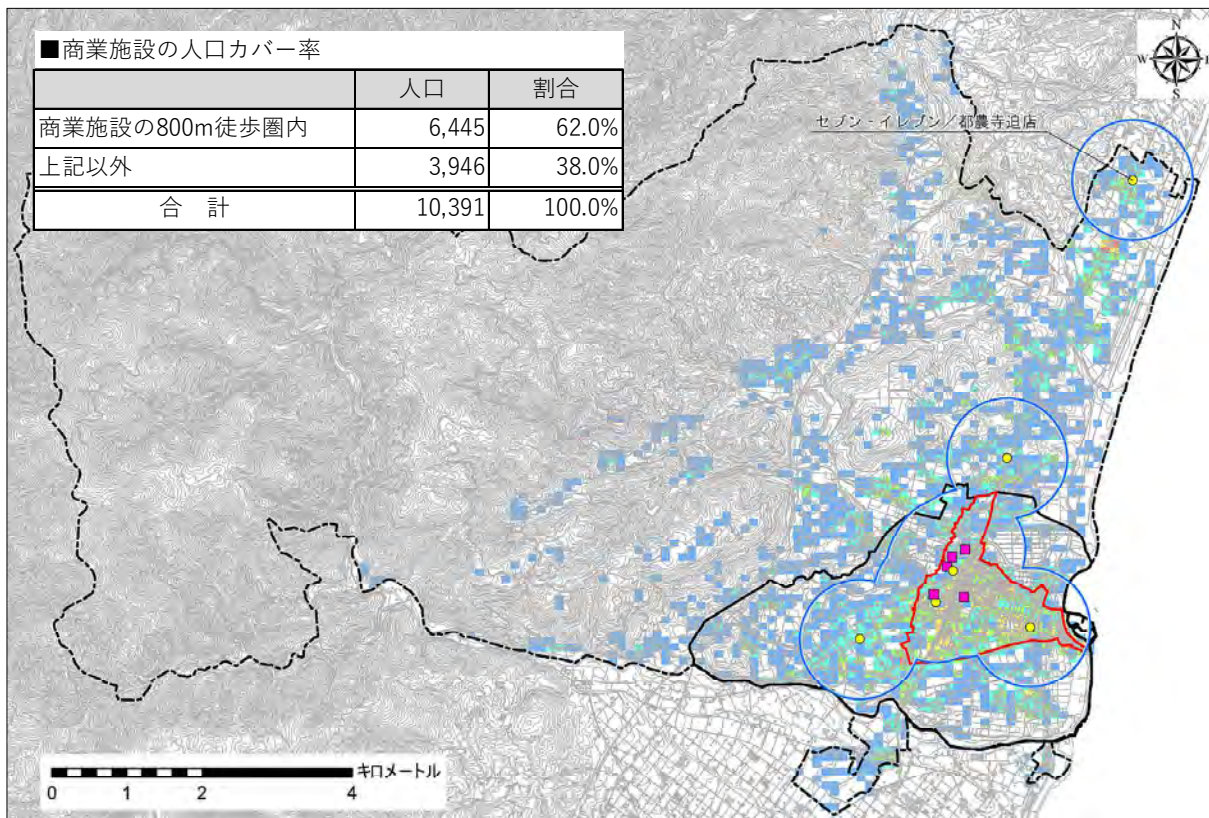 ■商業施設の人口カバー率
人口 割合
商業施設の800m徒歩圏内 6,445 62.0%
上記以外 3,946 38.0%
合 計 10,391 100.0%
N
W E
S
セブン‐イレブン/都農寺迫店
キロメートル
0 1 2 4